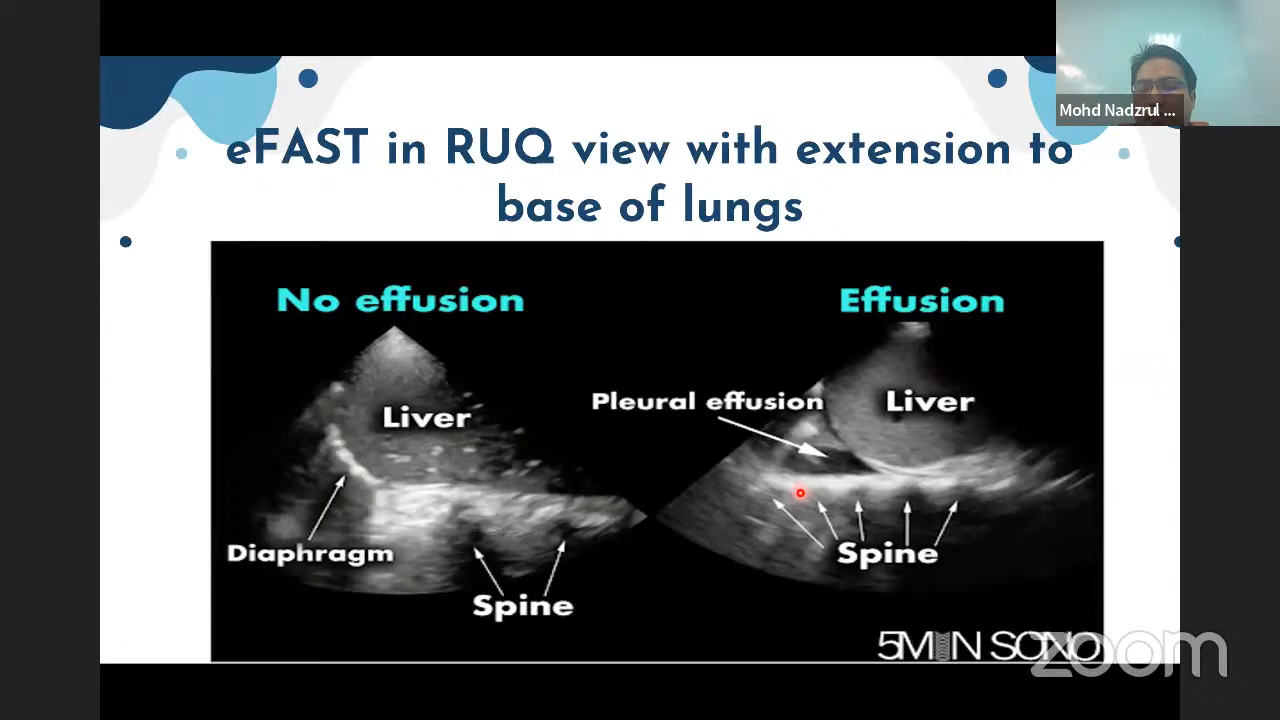 Mohd Nadzrul ...
eFAST in RUQ view with extension to
base of lungs
No effusion
Effusion
Pleural effusion
Liver
Liver
Diaphragm
Spine
Spine
5MIN SONO
zoom